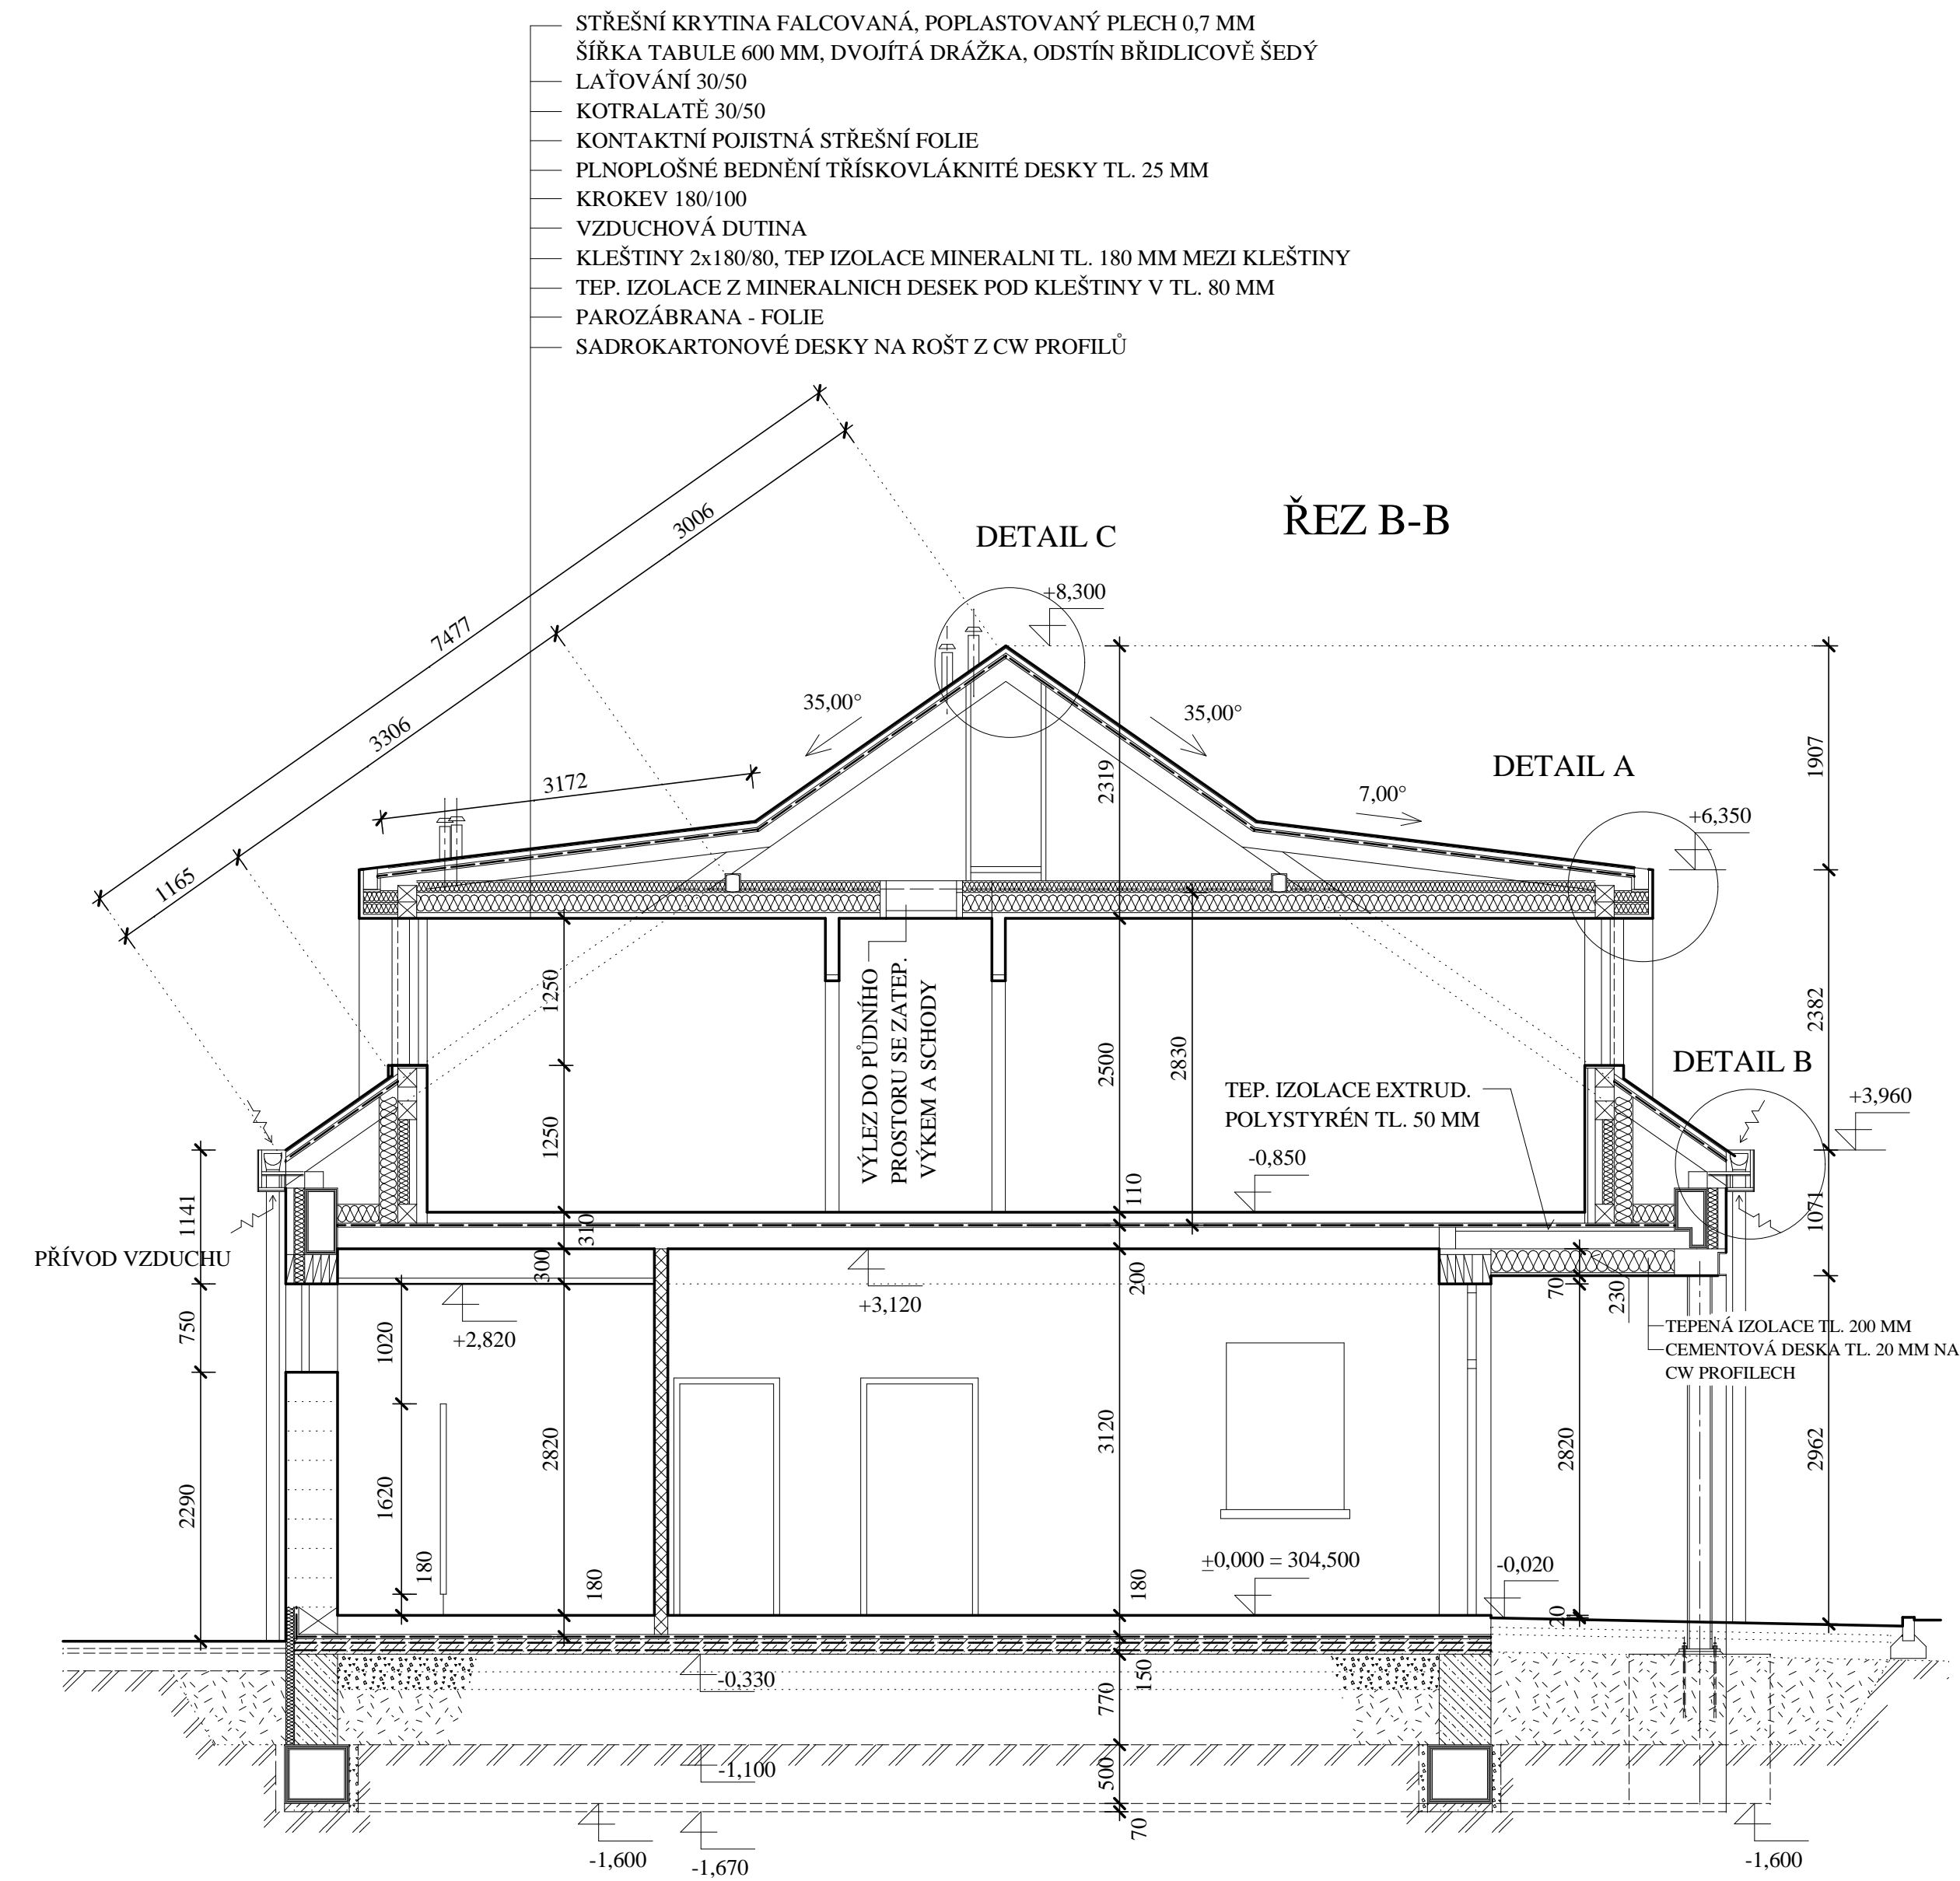 STŘEŠNÍ KRYTINA FALCOVANÁ, POPLASTOVANÝ PLECH 0,7 MM
ŠÍŘKA TABULE 600 MM, DVOJÍTÁ DRÁŽKA, ODSTÍN BŘIDLICOVĚ ŠEDÝ
LAŤOVÁNÍ 30/50
KOTRALATĚ 30/50
KONTAKTNÍ POJISTNÁ STŘEŠNÍ FOLIE
PLNOPLOŠNÉ BEDNĚNÍ TŘÍSKOVLÁKNITÉ DESKY TL. 25 MM
KROKEV 180/100
VZDUCHOVÁ DUTINA
KLEŠTINY 2x180/80, TEP IZOLACE MINERALNI TL. 180 MM MEZI KLEŠTINY
TEP. IZOLACE Z MINERALNICH DESEK POD KLEŠTINY V TL. 80 MM
PAROZÁBRANA - FOLIE
SADROKARTONOVÉ DESKY NA ROŠT Z CW PROFILŮ
ŘEZ B-B
DETAIL C
+8,300
7477
3006
3306
1165
3172
35,00°
35,00°
7,00°
2319
1907
DETAIL A
+6,350
1250
1250
2500
2830
2382
VÝLEZ DO PŮDNÍHO
PROSTORU SE ZATEP.
VÝKEM A SCHODY
TEP. IZOLACE EXTRUD.
POLYSTYRÉN TL. 50 MM
-0,850
DETAIL B
+3,960
1141
310
110
1071
PŘÍVOD VZDUCHU
300
200
70
230
+2,820
+3,120
750
1020
TEPENÁ IZOLACE TL. 200 MM
CEMENTOVÁ DESKA TL. 20 MM NA
CW PROFILECH
2290
1620
2820
3120
2820
2962
180
180
180
±0,000 = 304,500
-0,020
20
-0,330
150
770
-1,100
500
70
-1,600
-1,670
-1,600